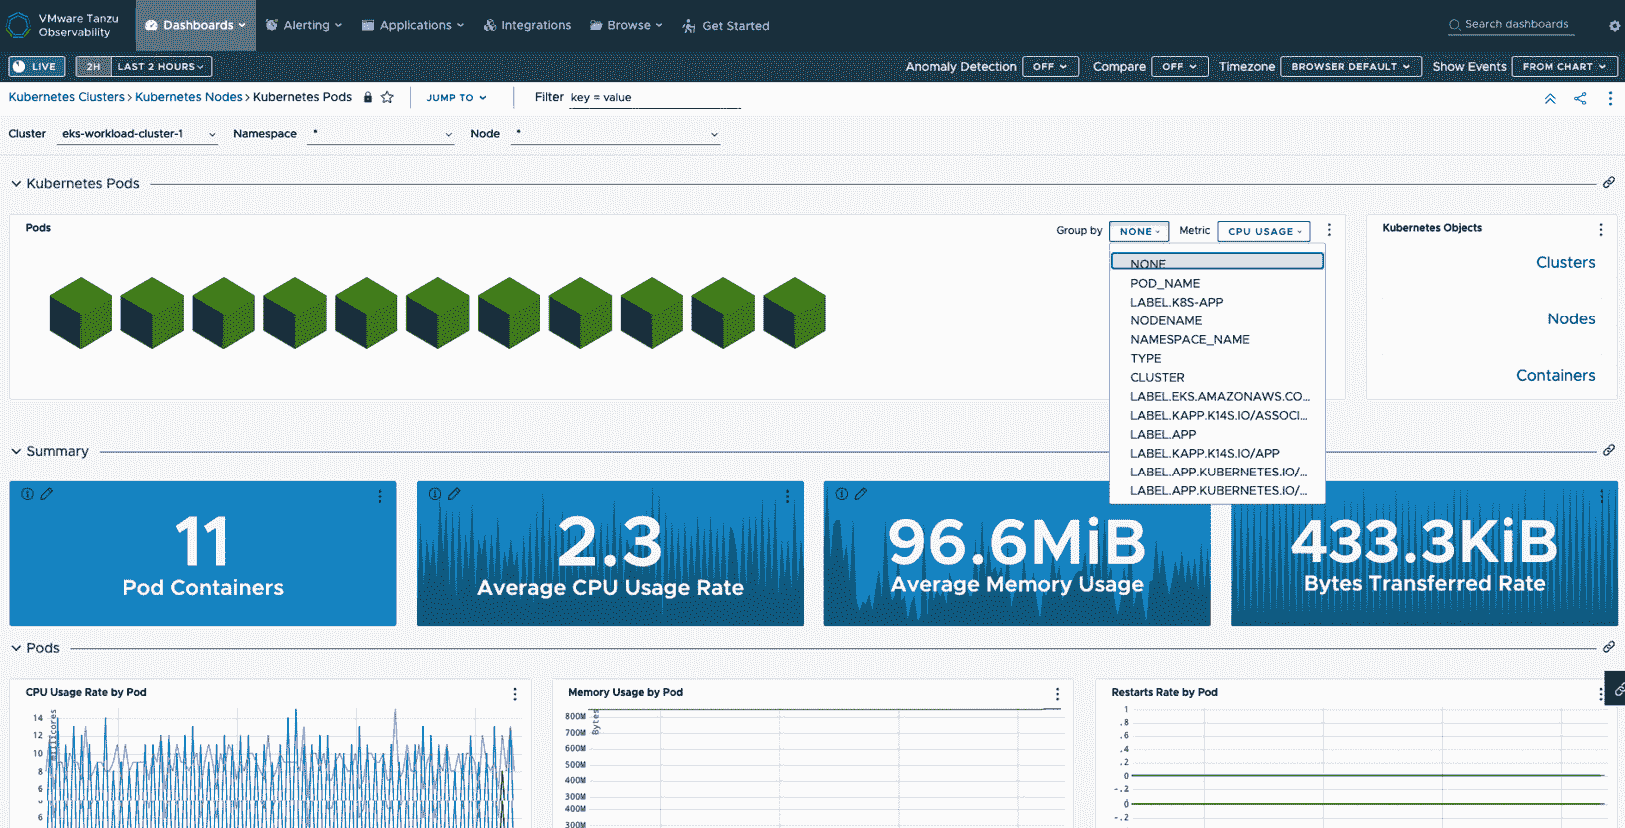 VMware Tanzu
Observability
Dashboards
Alerting
Applications
Integrations
Browse
Get Started
Search dashboards
LIVE
2H
LAST 2 HOURS
Anomaly Detection
OFF
Compare
OFF
Timezone
BROWSER DEFAULT
Show Events
FROM CHART
Kubernetes Clusters > Kubernetes Nodes > Kubernetes Pods
JUMP TO
Filter key = value
Cluster eks-workload-cluster-1
Namespace *
Node *
Kubernetes Pods
Pods
Group by NONE
Metric CPU USAGE
NONE
POD_NAME
LABEL.K8S-APP
NODENAME
NAMESPACE_NAME
TYPE
CLUSTER
LABEL.EKS.AMAZONAWS.CO...
LABEL.KAPP.K14S.IO/ASSOCI...
LABEL.APP
LABEL.KAPP.K14S.IO/APP
LABEL.APP.KUBERNETES.IO/...
LABEL.APP.KUBERNETES.IO/...
Kubernetes Objects
Clusters
Nodes
Containers
Summary
11
Pod Containers
2.3
Average CPU Usage Rate
96.6MiB
Average Memory Usage
433.3KiB
Bytes Transferred Rate
Pods
CPU Usage Rate by Pod
millicores
14
12
10
8
6
6
Memory Usage by Pod
Bytes
800M
700M
600M
500M
400M
300M
400M
300M
Restarts Rate by Pod
1
.8
.6
.4
.2
0
-.2
0
-.2